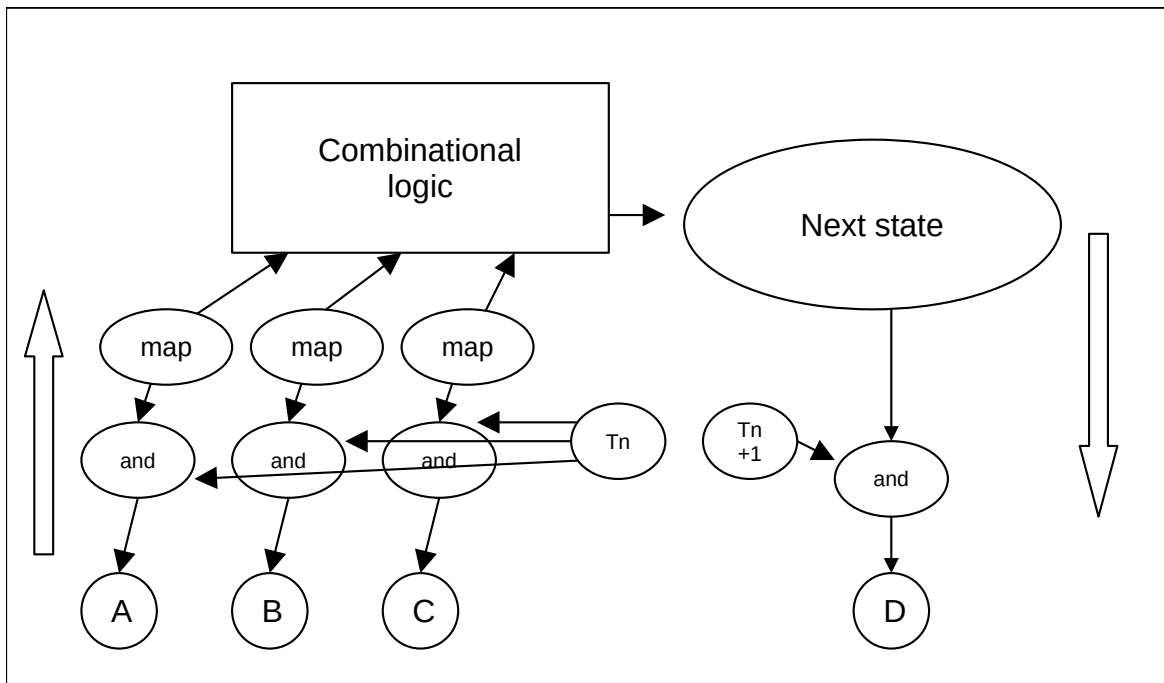 Combinational
logic
Next state
map
map
map
and
and
and
Tn
Tn
+1
and
A
B
C
D